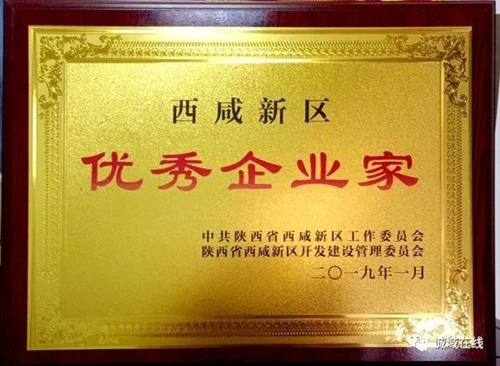 西咸新区
优秀企业家
中共陕西省西咸新区工作委员会
陕西省西咸新区开发建设管理委员会
二〇一九年一月
诚域在线